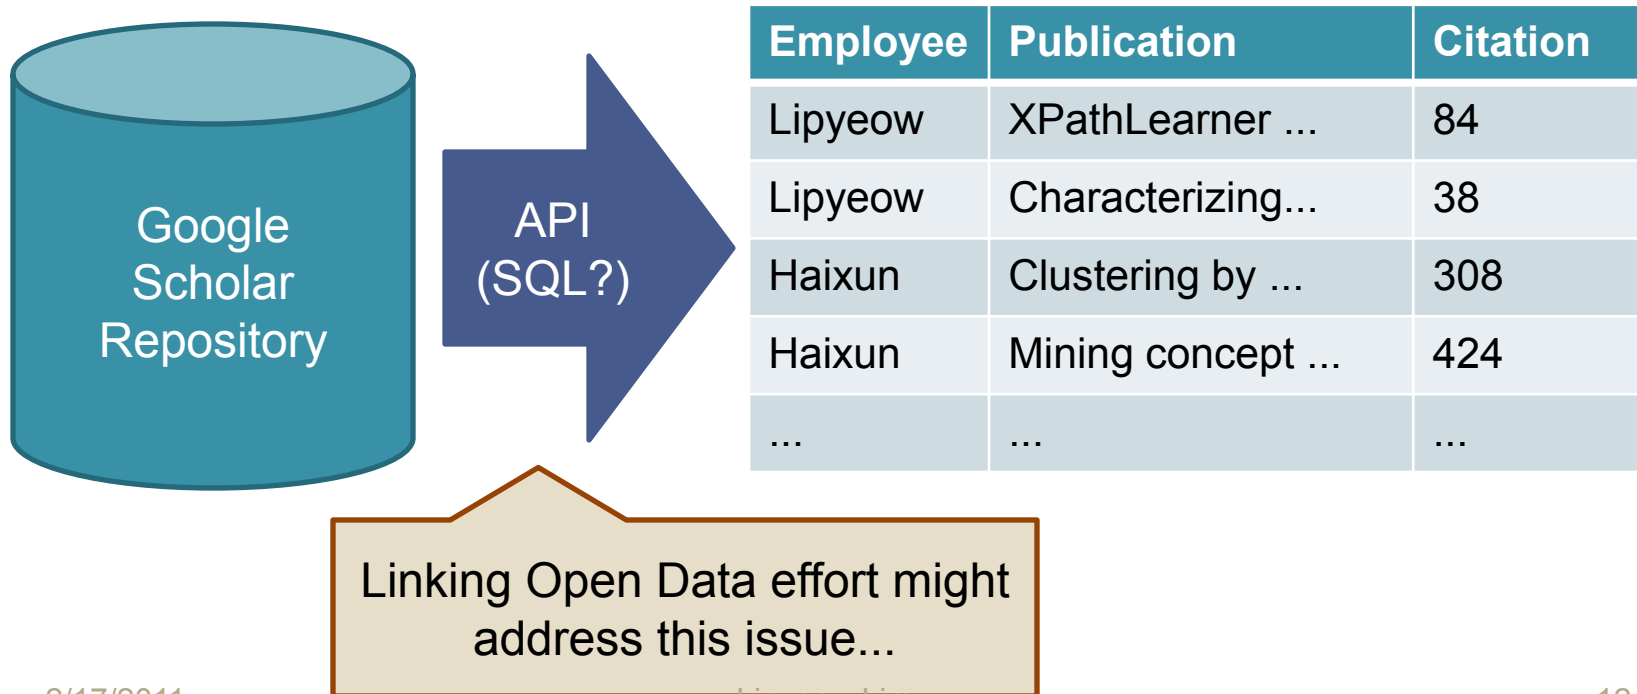 Employee Publication Citation
Lipyeow XPathLearner ... 84
Lipyeow Characterizing... 38
Haixun Clustering by ... 308
Haixun Mining concept ... 424
... ... ...
Google
Scholar
Repository
API
(SQL?)
Linking Open Data effort might
address this issue...